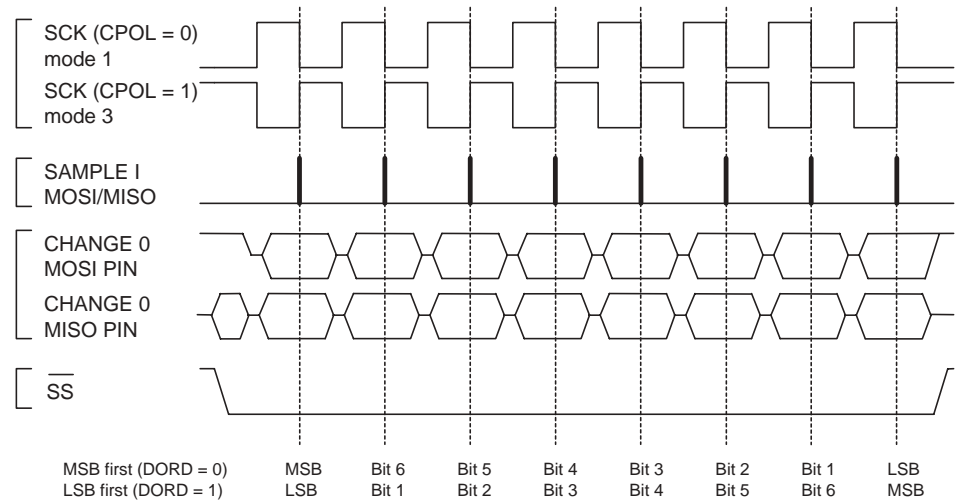 SCK (CPOL = 0)
mode 1
SCK (CPOL = 1)
mode 3
SAMPLE I
MOSI/MISO
CHANGE 0
MOSI PIN
CHANGE 0
MISO PIN
SS
MSB first (DORD = 0) MSB Bit 6 Bit 5 Bit 4 Bit 3 Bit 2 Bit 1 LSB
LSB first (DORD = 1) LSB Bit 1 Bit 2 Bit 3 Bit 4 Bit 5 Bit 6 MSB